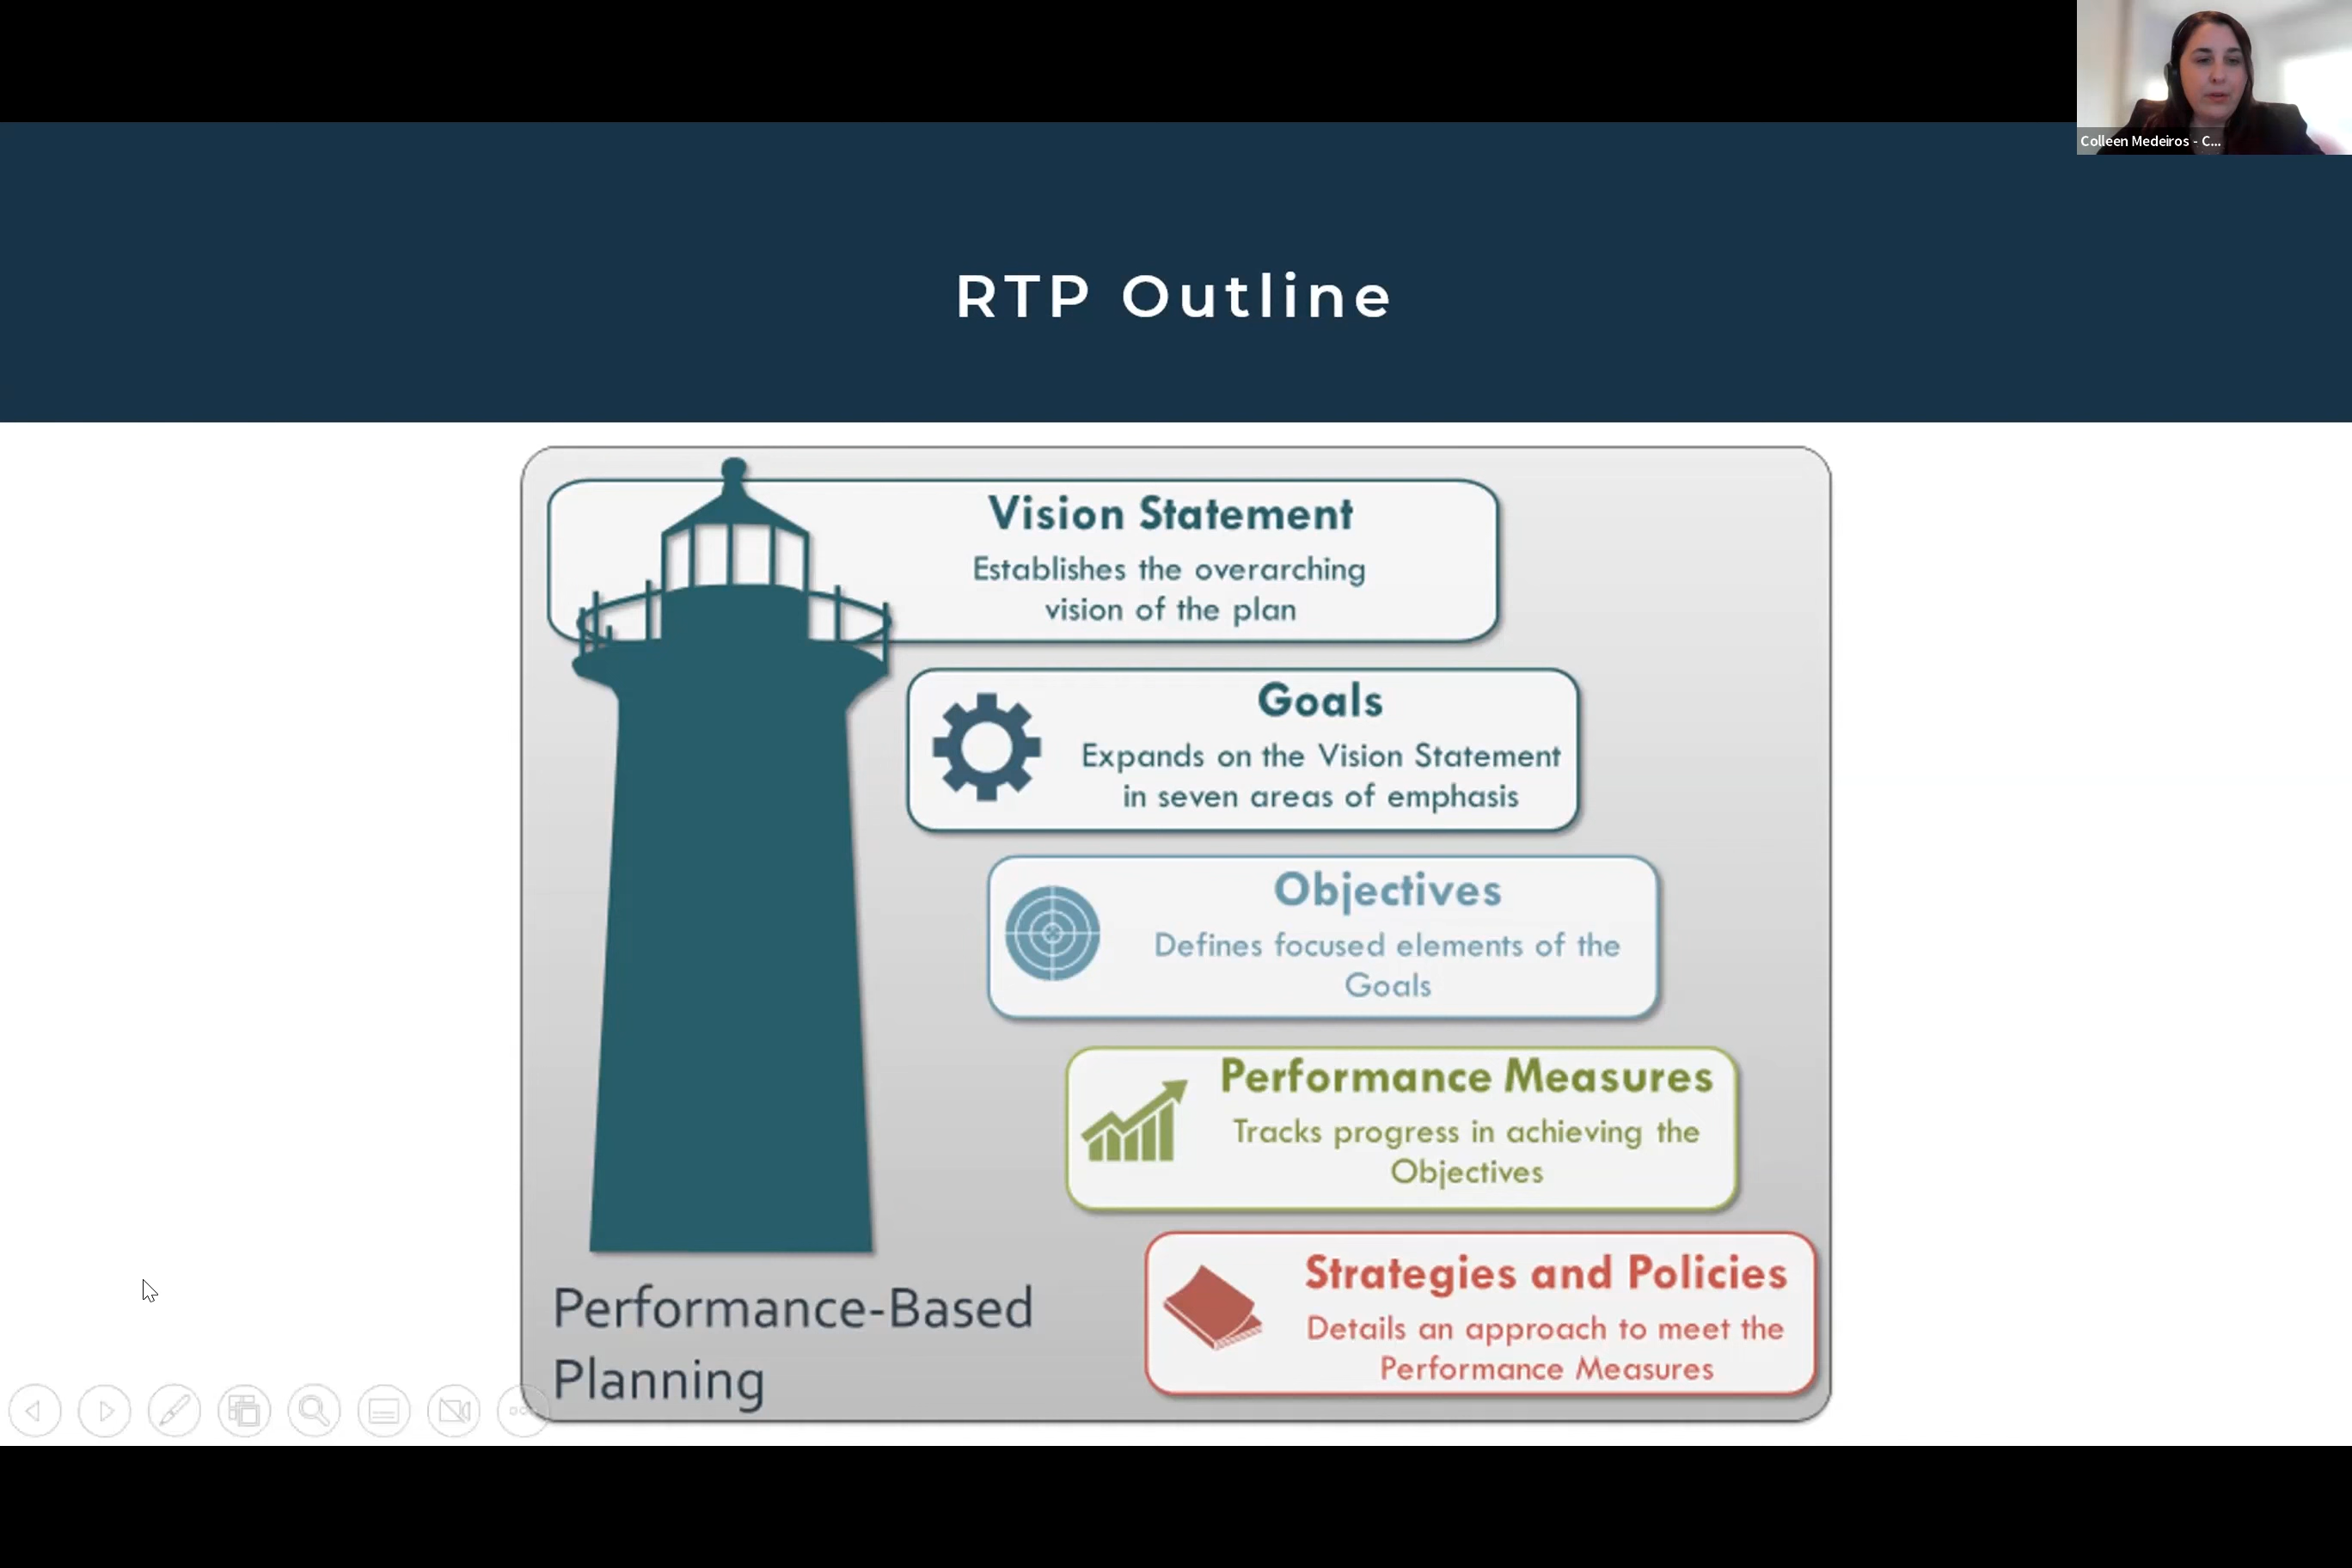 Colleen Medeiros - C...
RTP Outline
Vision Statement
Establishes the overarching
vision of the plan
Goals
Expands on the Vision Statement
in seven areas of emphasis
Objectives
Defines focused elements of the
Goals
Performance Measures
Tracks progress in achieving the
Objectives
Strategies and Policies
Details an approach to meet the
Performance Measures
Performance-Based
Planning